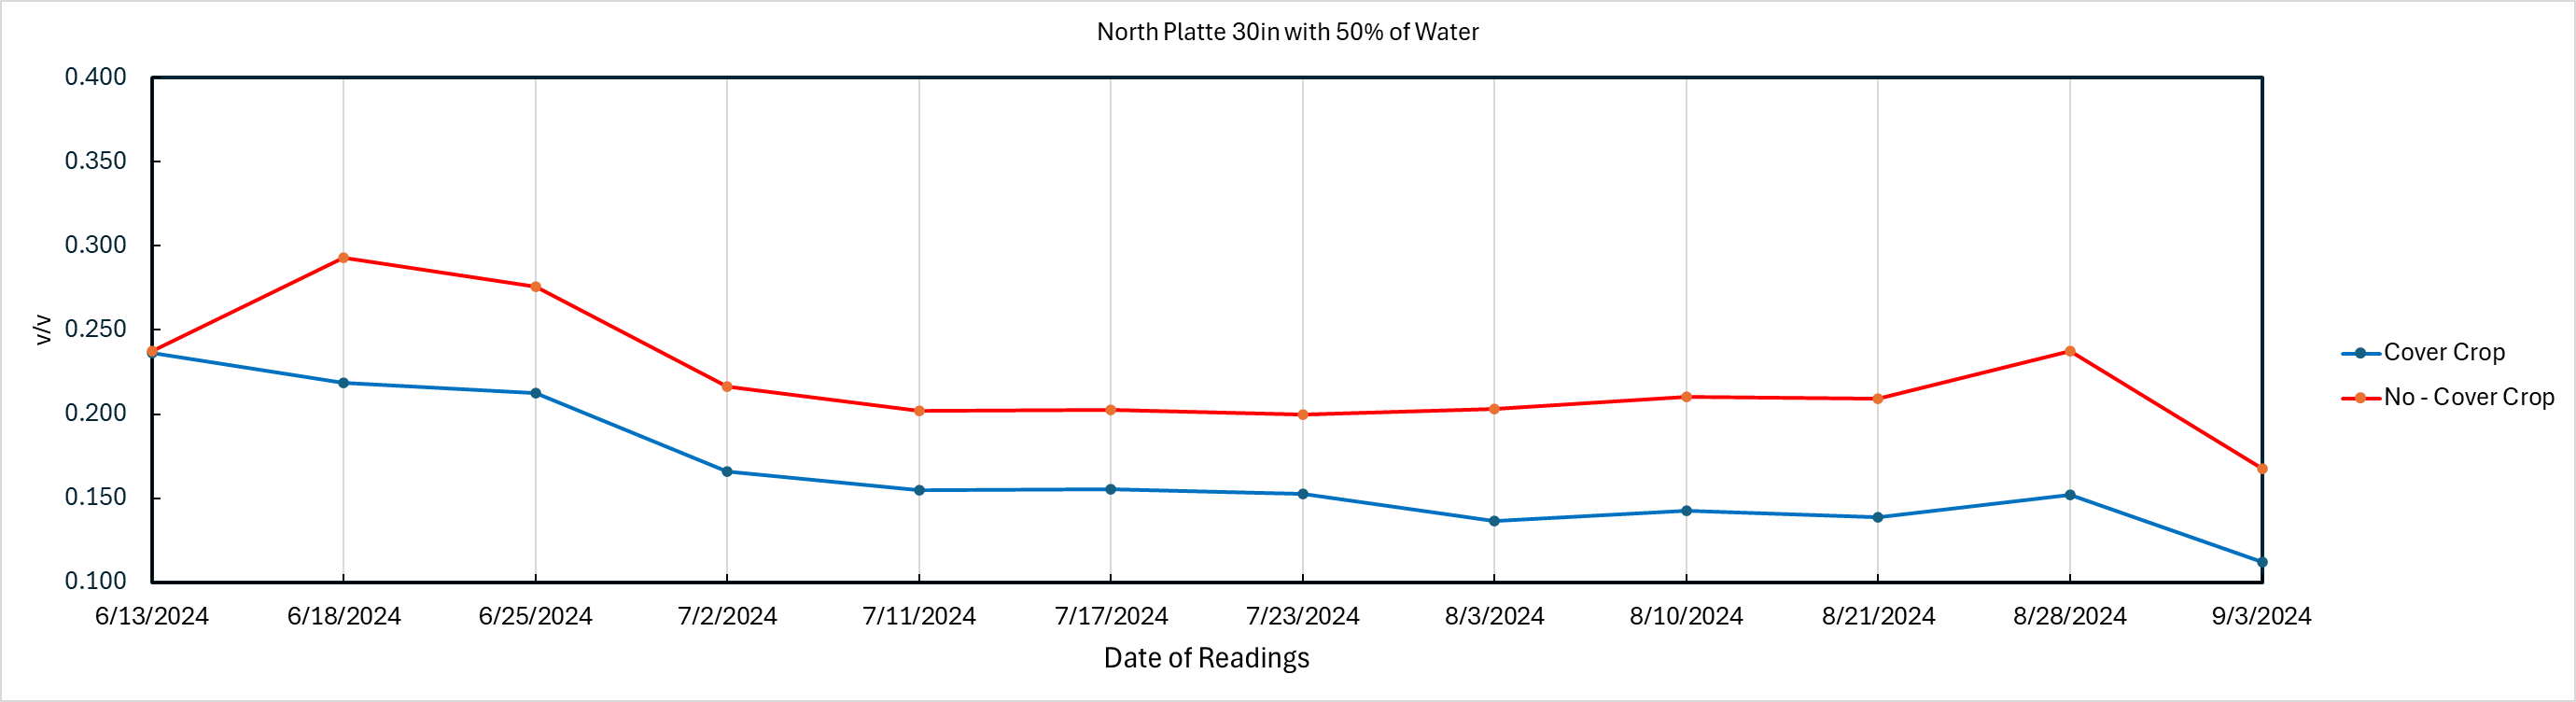 North Platte 30in with 50% of Water
0.400
0.350
0.300
0.250
0.200
0.150
0.100
v/v
6/13/2024 6/18/2024 6/25/2024 7/2/2024 7/11/2024 7/17/2024 7/23/2024 8/3/2024 8/10/2024 8/21/2024 8/28/2024 9/3/2024
Date of Readings
Cover Crop
No - Cover Crop